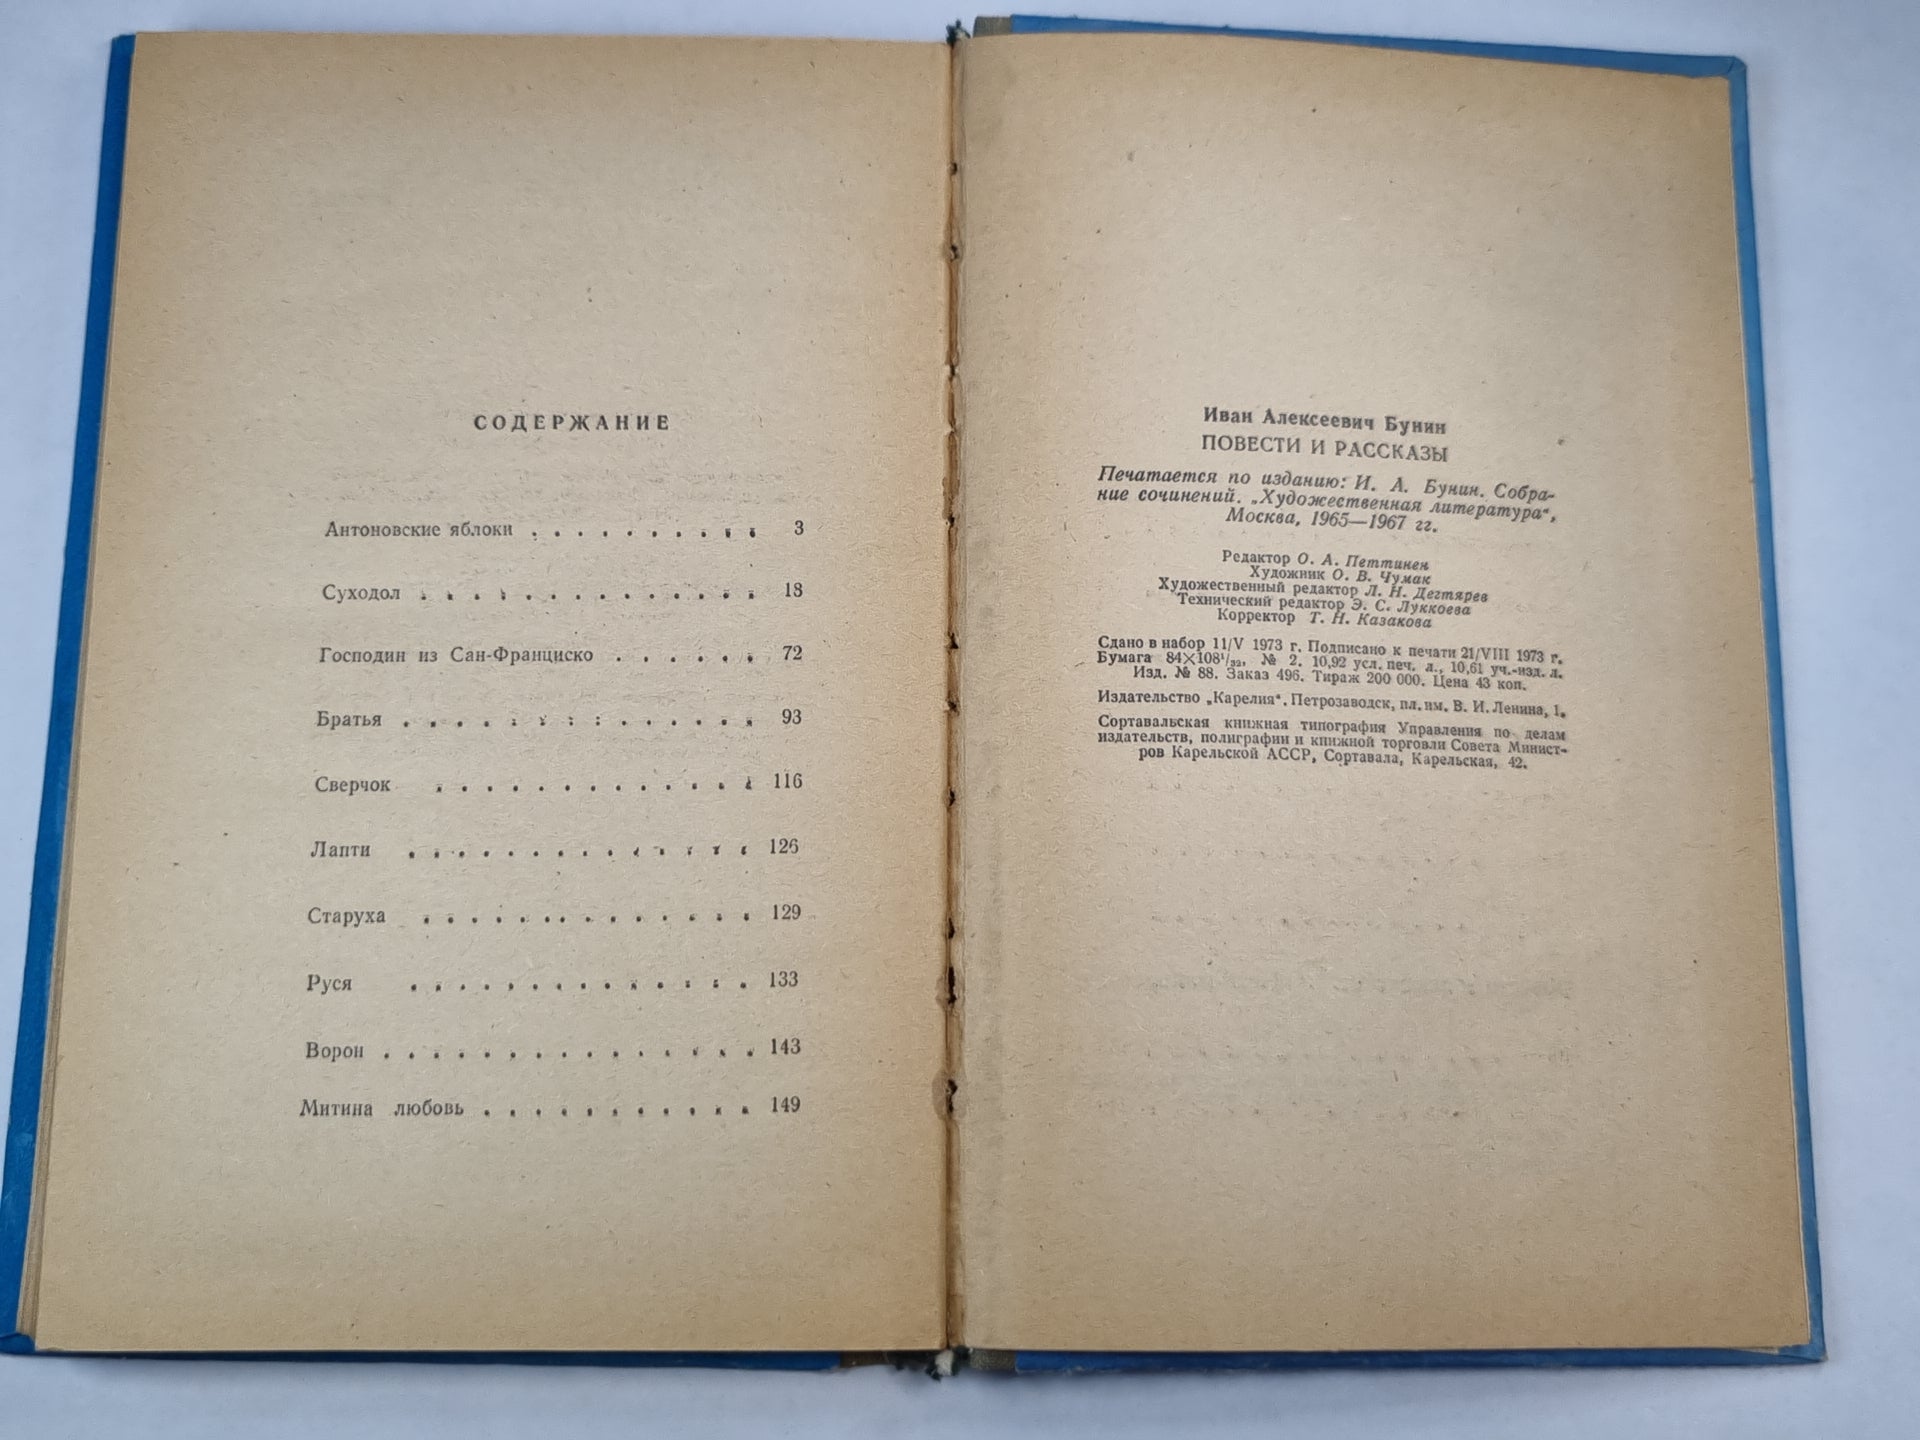 СОДЕРЖАНИЕ
Антоновские яблоки . . . . . . . . . . 3
Суходол . . . . . . . . . . . . . . 18
Господин из Сан-Франциско . . . . . . 72
Братья . . . . . . . . . . . . . . 93
Сверчок . . . . . . . . . . . . . 116
Лапти . . . . . . . . . . . . . . 126
Старуха . . . . . . . . . . . . . . 129
Руся . . . . . . . . . . . . . . 133
Ворон . . . . . . . . . . . . . . . 143
Митина любовь . . . . . . . . . . . 149
Иван Алексеевич Бунин
ПОВЕСТИ И РАССКАЗЫ
Печатается по изданию: И. А. Бунин. Собра-
ние сочинений. „Художественная литература“,
Москва, 1965—1967 гг.
Редактор О. А. Петтинен
Художник О. В. Чумак
Художественный редактор Л. Н. Дегтярев
Технический редактор Э. С. Луккоева
Корректор Т. Н. Казакова
Сдано в набор 11/V 1973 г. Подписано к печати 21/VIII 1973 г.
Бумага 84×108¹/₃₂, № 2. 10,92 усл. печ. л., 10,61 уч.-изд. л.
Изд. № 88. Заказ 496. Тираж 200 000. Цена 43 коп.
Издательство „Карелия“. Петрозаводск, пл. им. В. И. Ленина, 1.
Сортавальская книжная типография Управления по делам
издательств, полиграфии и книжной торговли Совета Минист-
ров Карельской АССР, Сортавала, Карельская, 42.